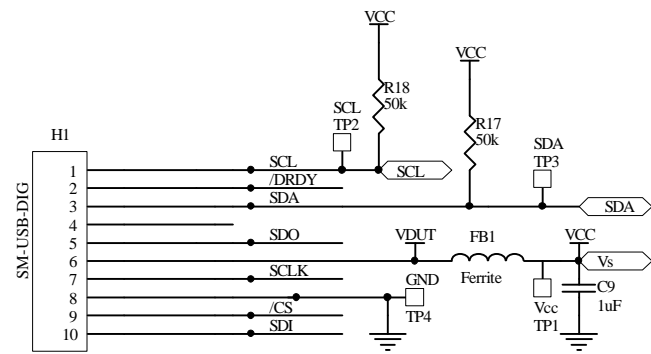 VCC
VCC
R18
50k
SCL
TP2
R17
50k
SDA
TP3
H1
SM-USB-DIG
1
SCL
SCL
2
/DRDY
3
SDA
SDA
4
5
SDO
VDUT
FB1
VCC
6
Vs
7
SCLK
Ferrite
GND
8
C9
1uF
TP4
Vcc
TP1
9
/CS
10
SDI